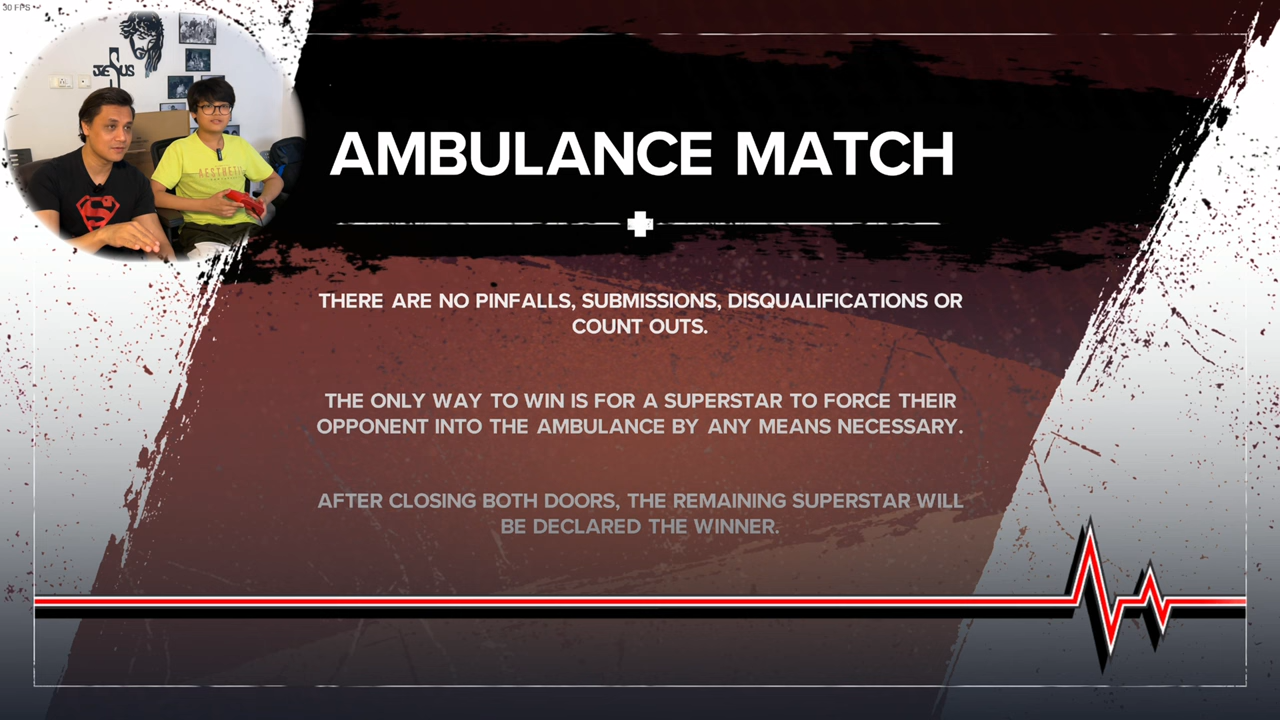 30 FPS
JESUS
AESTHETIC
AMBULANCE MATCH
THERE ARE NO PINFALLS, SUBMISSIONS, DISQUALIFICATIONS OR
COUNT OUTS.
THE ONLY WAY TO WIN IS FOR A SUPERSTAR TO FORCE THEIR
OPPONENT INTO THE AMBULANCE BY ANY MEANS NECESSARY.
AFTER CLOSING BOTH DOORS, THE REMAINING SUPERSTAR WILL
BE DECLARED THE WINNER.